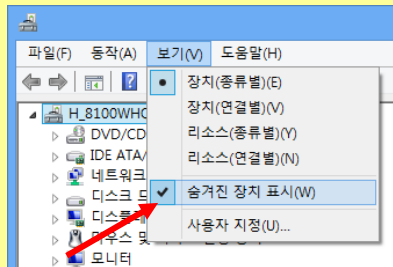 파일(F) 동작(A) 보기(V) 도움말(H)
장치(종류별)(E)
장치(연결별)(V)
리소스(종류별)(Y)
리소스(연결별)(N)
숨겨진 장치 표시(W)
사용자 지정(U)...
H_8100WHC
DVD/CD
IDE ATA/
네트워크
디스크
마우스 및
모니터